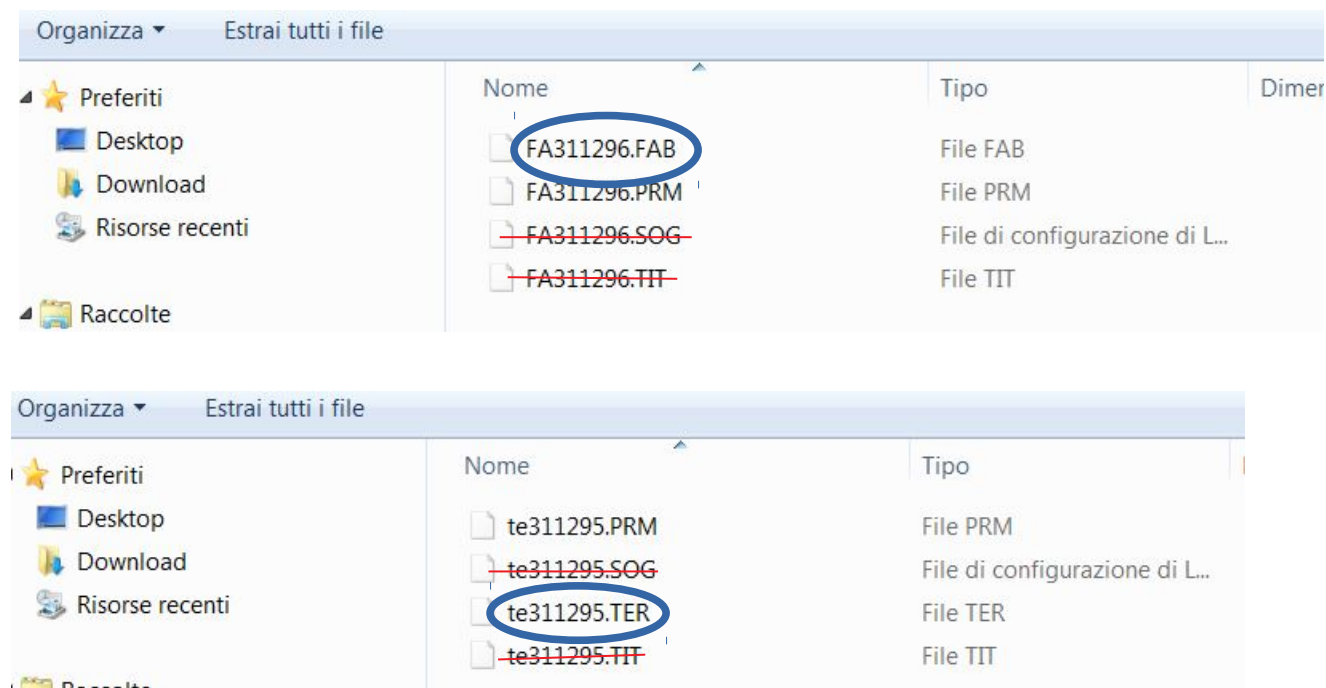 Organizza Estrai tutti i file
Preferiti Nome Tipo Dimer
Desktop FA311296.FAB File FAB
Download FA311296.PRM File PRM
Risorse recenti FA311296.SOG File di configurazione di L...
FA311296.TIT File TIT
Raccolte
Organizza Estrai tutti i file
Preferiti Nome Tipo
Desktop te311295.PRM File PRM
Download te311295.SOG File di configurazione di L...
Risorse recenti te311295.TER File TER
te311295.TIT File TIT